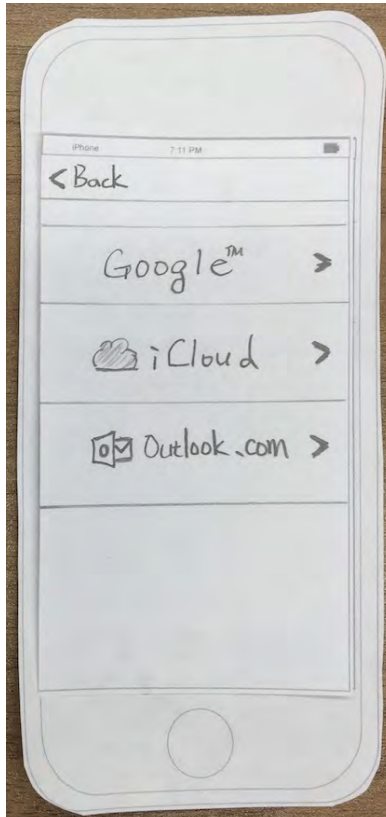 iPhone 7:11 PM
< Back
Google™ >
iCloud >
Outlook.com >